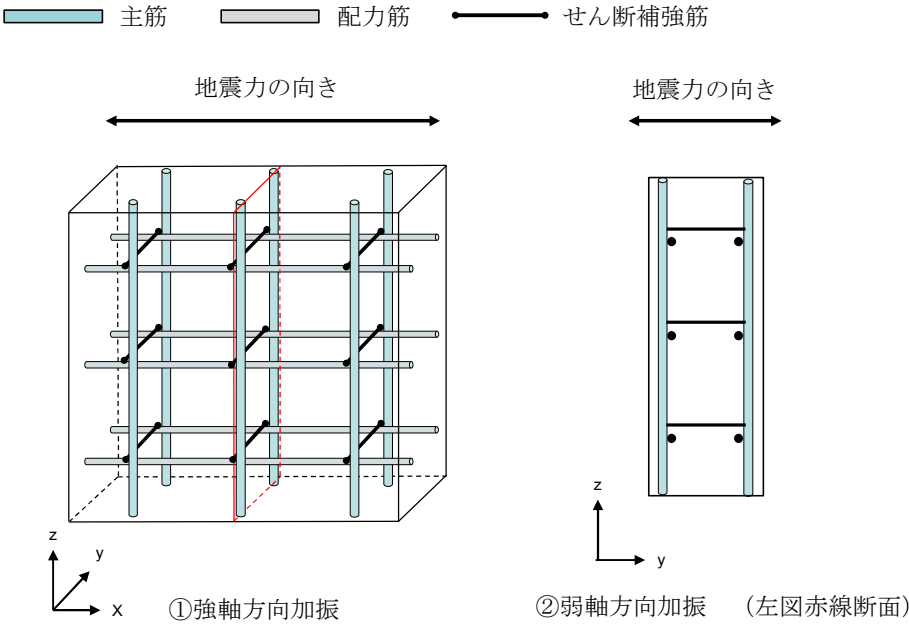 主筋 配力筋 せん断補強筋
地震力の向き
地震力の向き
z
y
x
①強軸方向加振
z
y
②弱軸方向加振 (左図赤線断面)